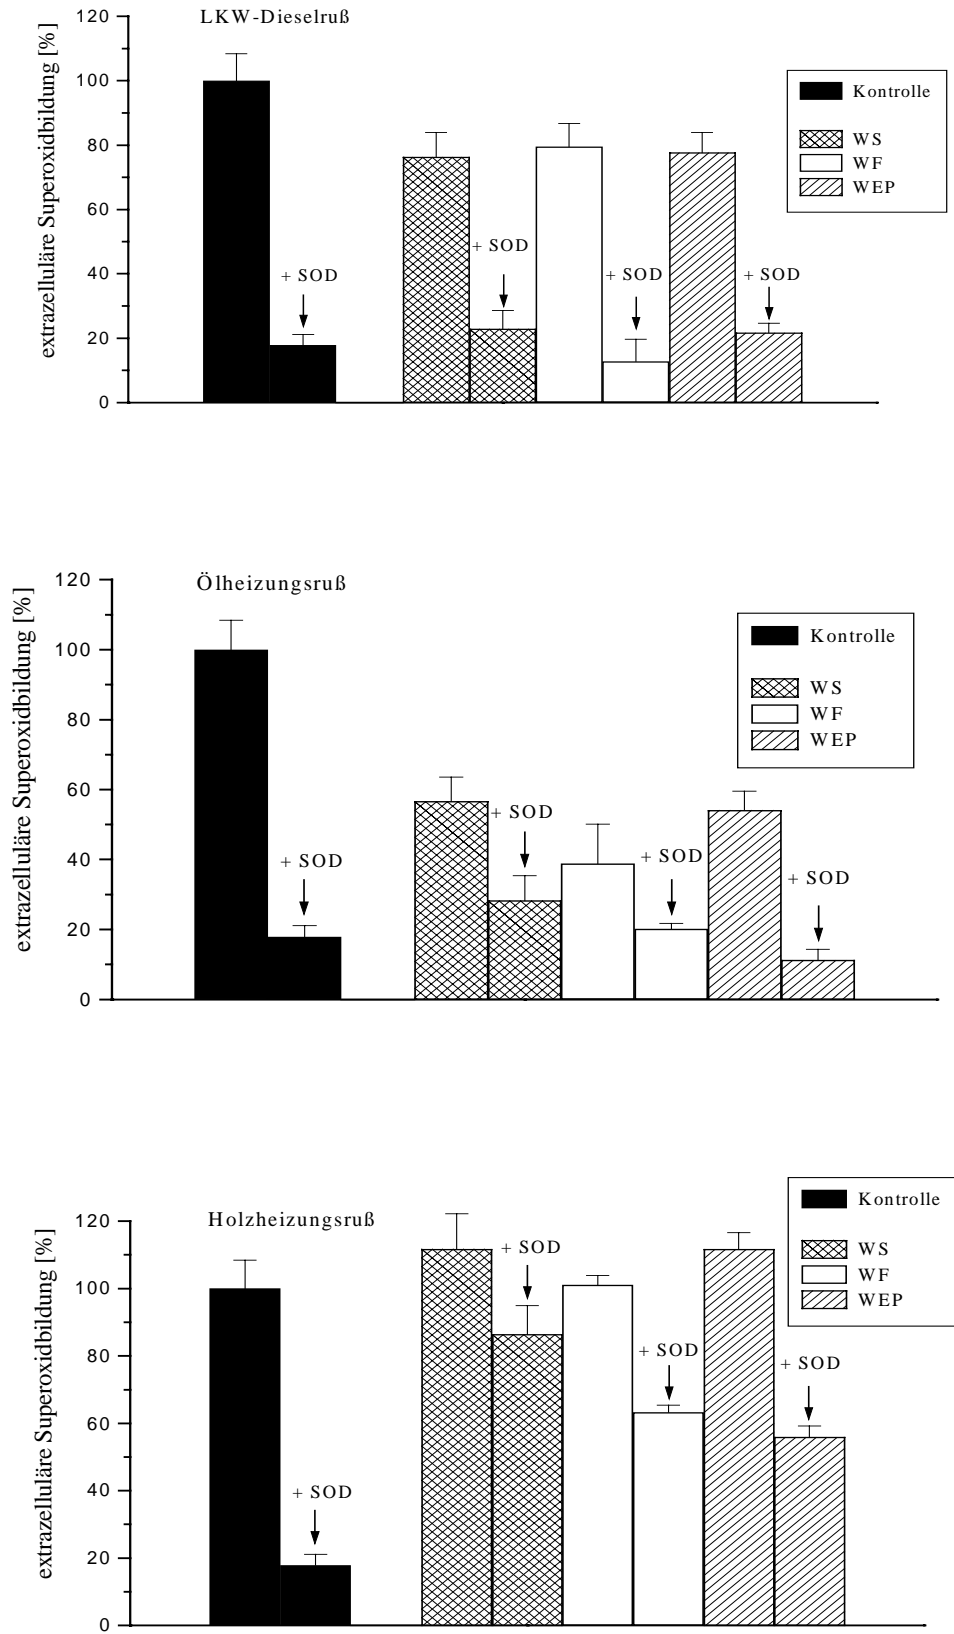 LKW-Dieselruß
extrazelluläre Superoxidbildung [%]
120
100
80
60
40
20
0
+ SOD
+ SOD
+ SOD
+ SOD
Kontrolle
WS
WF
WEP
Ölheizungsruß
extrazelluläre Superoxidbildung [%]
120
100
80
60
40
20
0
+ SOD
+ SOD
+ SOD
+ SOD
Kontrolle
WS
WF
WEP
Holzheizungsruß
extrazelluläre Superoxidbildung [%]
120
100
80
60
40
20
0
+ SOD
+ SOD
+ SOD
+ SOD
Kontrolle
WS
WF
WEP